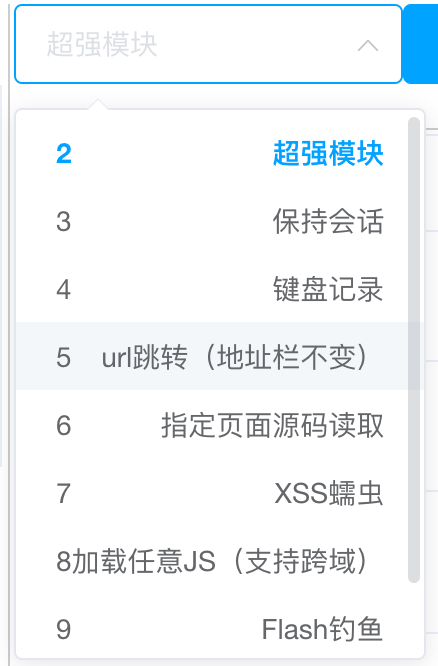 超强模块
2 超强模块
3 保持会话
4 键盘记录
5 url跳转（地址栏不变）
6 指定页面源码读取
7 XSS蠕虫
8加载任意JS（支持跨域）
9 Flash钓鱼